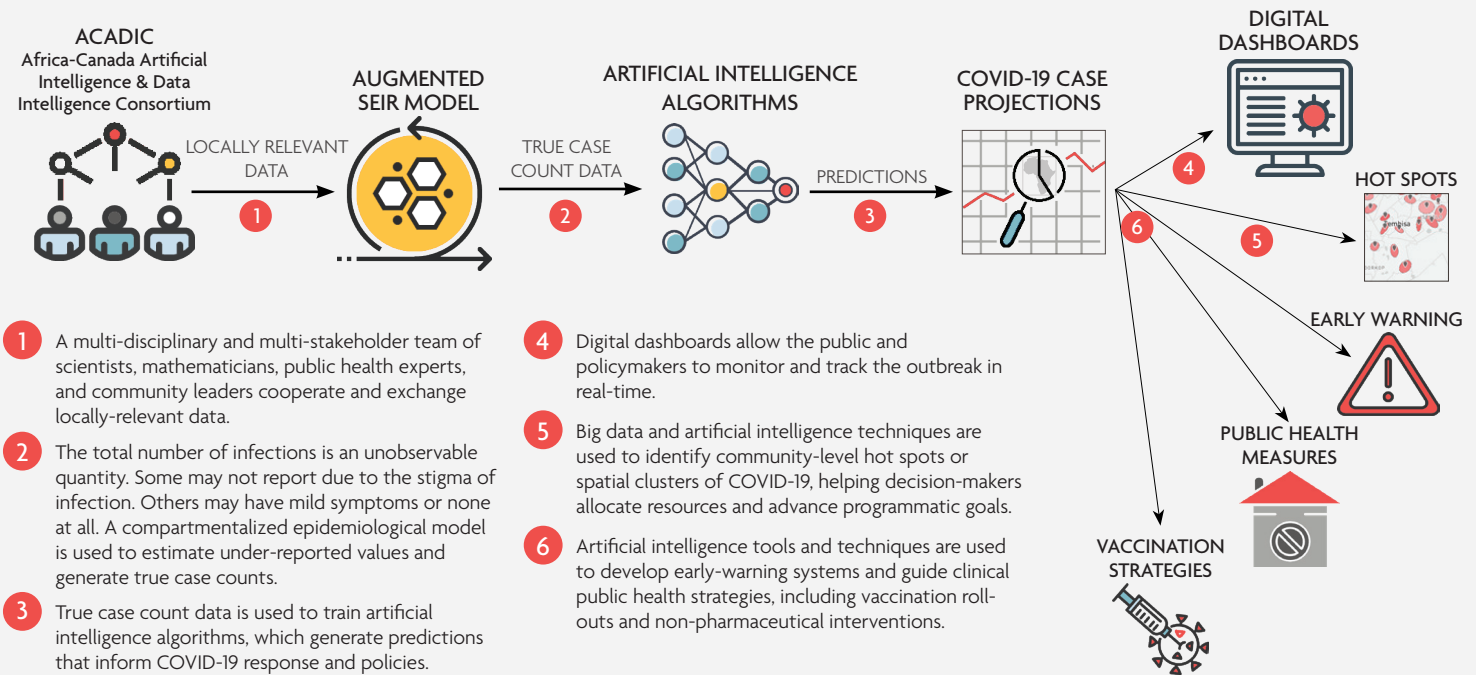 ACADIC
Africa-Canada Artificial
Intelligence & Data
Intelligence Consortium
LOCALLY RELEVANT
DATA
1
AUGMENTED
SEIR MODEL
TRUE CASE
COUNT DATA
2
ARTIFICIAL INTELLIGENCE
ALGORITHMS
PREDICTIONS
3
COVID-19 CASE
PROJECTIONS
DIGITAL
DASHBOARDS
4
HOT SPOTS
5
6
EARLY WARNING
PUBLIC HEALTH
MEASURES
VACCINATION
STRATEGIES
1
A multi-disciplinary and multi-stakeholder team of
scientists, mathematicians, public health experts,
and community leaders cooperate and exchange
locally-relevant data.
2
The total number of infections is an unobservable
quantity. Some may not report due to the stigma of
infection. Others may have mild symptoms or none
at all. A compartmentalized epidemiological model
is used to estimate under-reported values and
generate true case counts.
3
True case count data is used to train artificial
intelligence algorithms, which generate predictions
that inform COVID-19 response and policies.
4
Digital dashboards allow the public and
policymakers to monitor and track the outbreak in
real-time.
5
Big data and artificial intelligence techniques are
used to identify community-level hot spots or
spatial clusters of COVID-19, helping decision-makers
allocate resources and advance programmatic goals.
6
Artificial intelligence tools and techniques are used
to develop early-warning systems and guide clinical
public health strategies, including vaccination roll-
outs and non-pharmaceutical interventions.